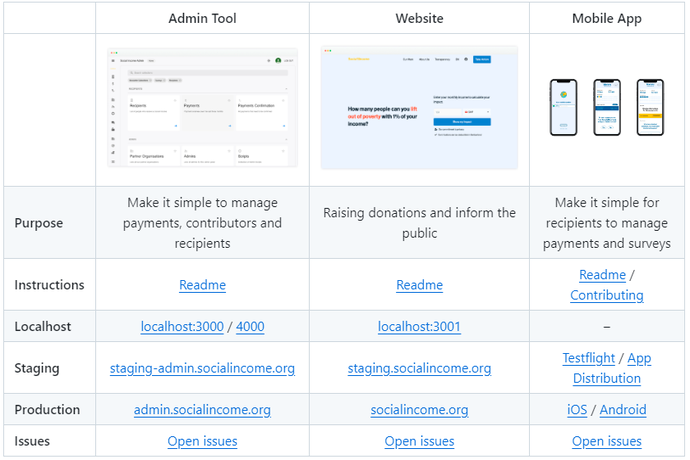 Admin Tool
Website
Mobile App
Recipients
Payments
Payments Confirmation
Partner Organisations
Admins
Scripts
How many people can you lift
out of poverty with 1% of your
income?
Purpose
Make it simple to manage
payments, contributors and
recipients
Raising donations and inform the
public
Make it simple for
recipients to manage
payments and surveys
Instructions
Readme
Readme
Readme /
Contributing
Localhost
localhost:3000 / 4000
localhost:3001
–
Staging
staging-admin.socialincome.org
staging.socialincome.org
Testflight / App
Distribution
Production
admin.socialincome.org
socialincome.org
iOS / Android
Issues
Open issues
Open issues
Open issues